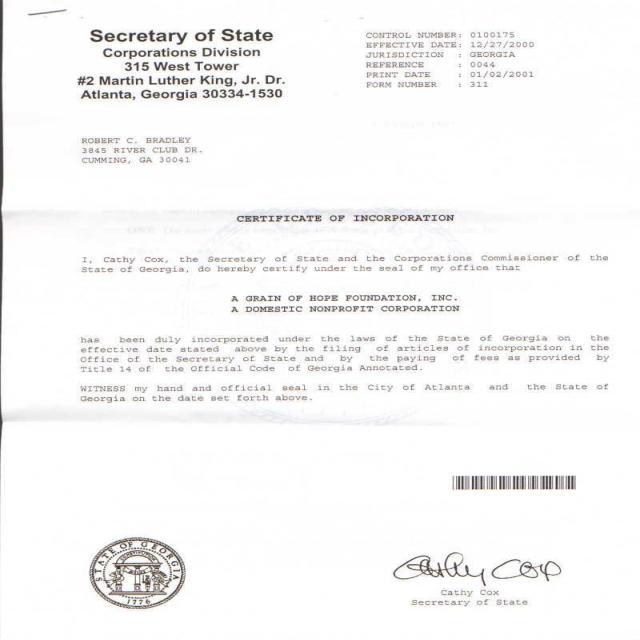 Secretary of State
Corporations Division
315 West Tower
#2 Martin Luther King, Jr. Dr.
Atlanta, Georgia 30334-1530
CONTROL NUMBER: 0100175
EFFECTIVE DATE: 12/27/2000
JURISDICTION : GEORGIA
REFERENCE : 0044
PRINT DATE : 01/02/2001
FORM NUMBER : 311
ROBERT C. BRADLEY
3845 RIVER CLUB DR.
CUMMING, GA 30041
CERTIFICATE OF INCORPORATION
I, Cathy Cox, the Secretary of State and the Corporations Commissioner of the
State of Georgia, do hereby certify under the seal of my office that
A GRAIN OF HOPE FOUNDATION, INC.
A DOMESTIC NONPROFIT CORPORATION
has been duly incorporated under the laws of the State of Georgia on the
effective date stated above by the filing of articles of incorporation in the
Office of the Secretary of State and by the paying of fees as provided by
Title 14 of the Official Code of Georgia Annotated.
WITNESS my hand and official seal in the City of Atlanta and the State of
Georgia on the date set forth above.
STATE OF GEORGIA
1776
Cathy Cox
Cathy Cox
Secretary of State